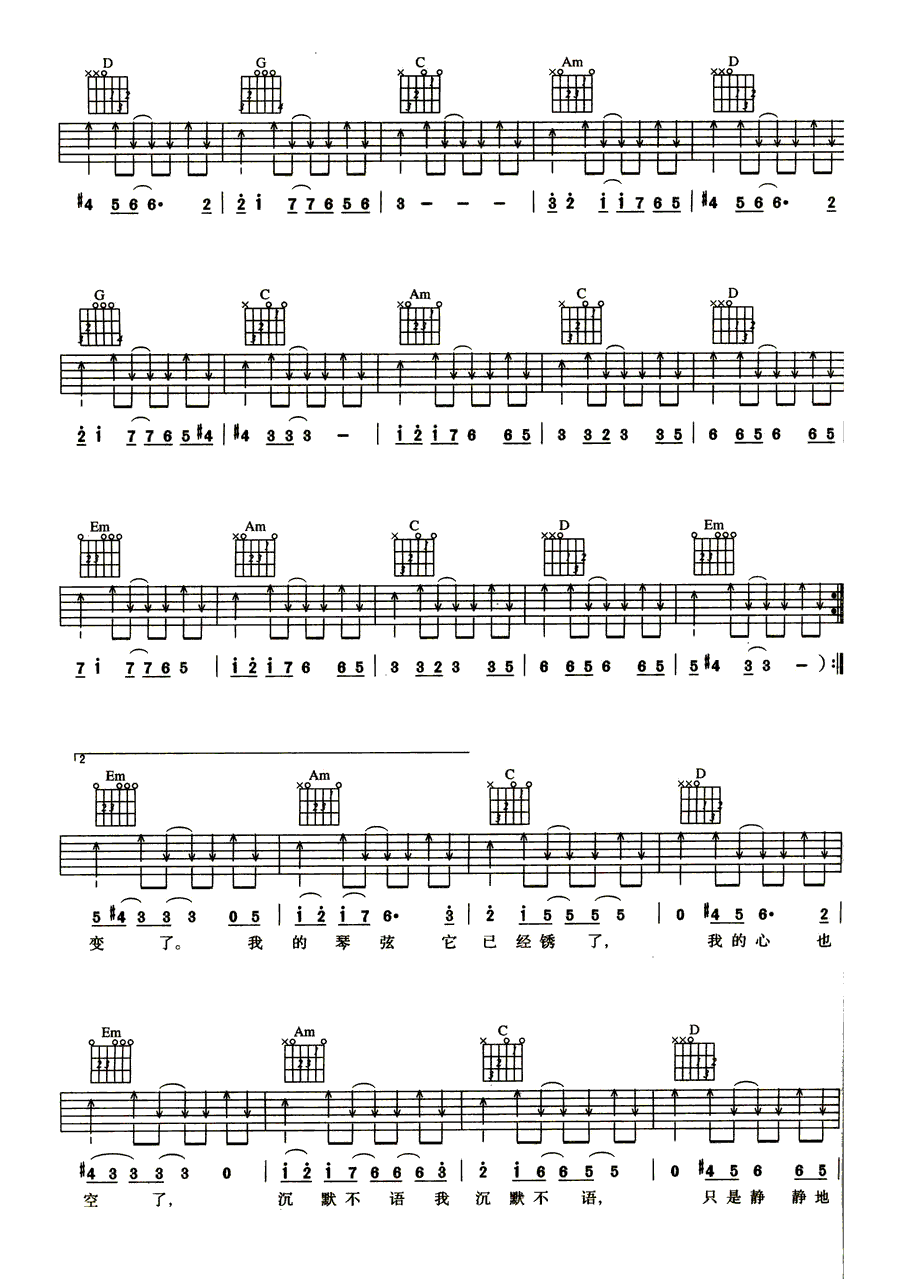 D G C Am D
#4 5 6 6· 2 | 2 i 7 7 6 5 6 | 3 – – – | 3 2 i i 7 6 5 | #4 5 6 6· 2
G C Am C D
2 i 7 7 6 5 #4 | #4 3 3 3 – | i 2 i 7 6 6 5 | 3 3 2 3 3 5 | 6 6 5 6 6 5
Em Am C D Em
7 i 7 7 6 5 | i 2 i 7 6 6 5 | 3 3 2 3 3 5 | 6 6 5 6 6 5 | 5 #4 3 3 – ) :||
2
Em Am C D
5 #4 3 3 3 0 5 | i 2 i 7 6· 3 | 2 i 5 5 5 5 | 0 #4 5 6· 2 |
变 了。 我 的 琴 弦 它 已 经 锈 了, 我 的 心 也
Em Am C D
#4 3 3 3 3 0 | i 2 i 7 6 6 6 3 | 2 i 6 6 5 5 | 0 #4 5 6 6 5 |
空 了, 沉 默 不 语 我 沉 默 不 语, 只 是 静 静 地